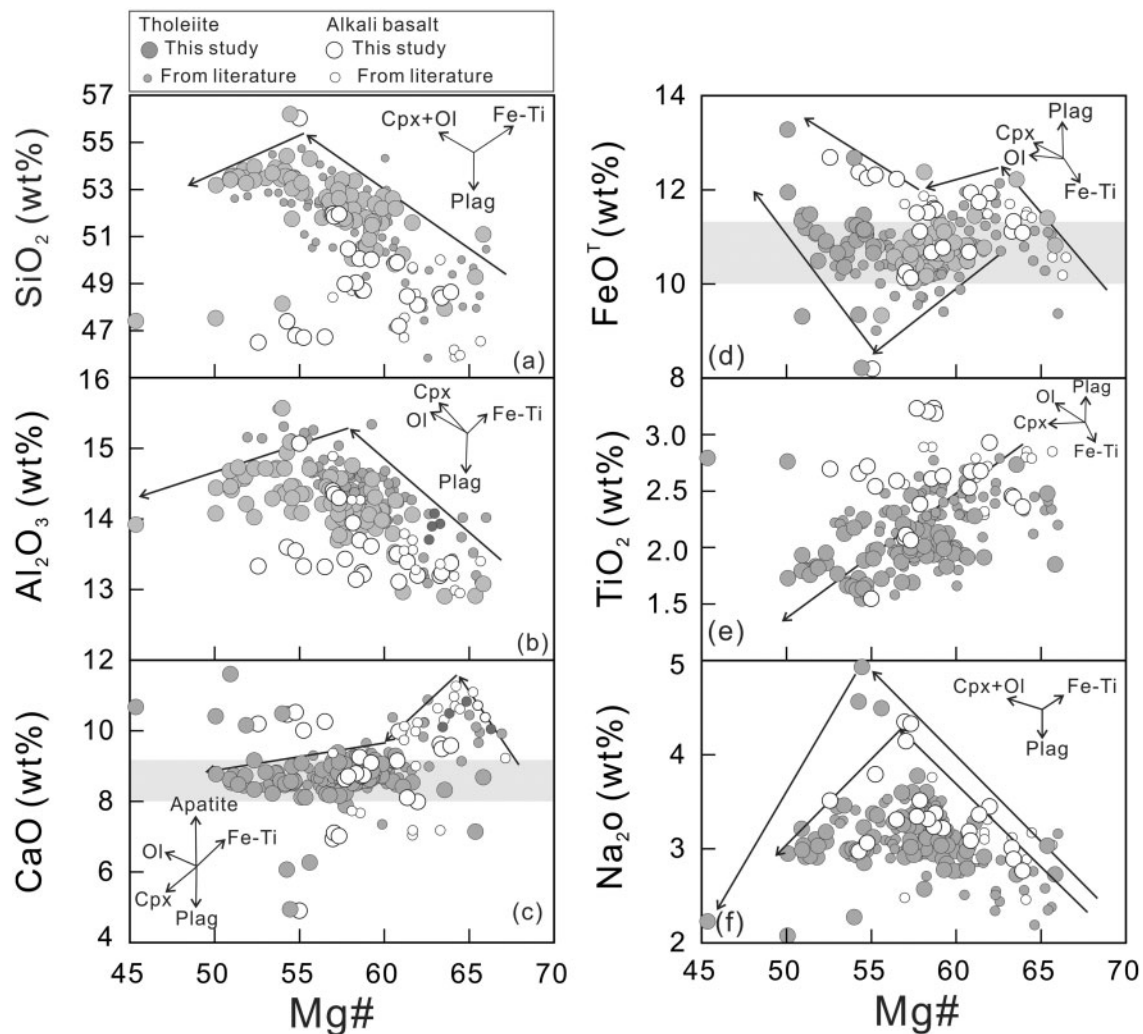 Tholeiite Alkali basalt
This study This study
From literature From literature
57
55
53
51
49
47
SiO2 (wt%)
Cpx+Ol Fe-Ti
Plag
(a)
16
15
14
13
Al2O3 (wt%)
Cpx
Ol Fe-Ti
Plag
(b)
12
10
8
6
4
CaO (wt%)
Apatite
Ol Fe-Ti
Cpx
Plag
(c)
45 50 55 60 65 70
Mg#
14
12
10
8
FeOT (wt%)
Plag
Cpx
Ol
Fe-Ti
(d)
3.0
2.5
2.0
1.5
TiO2 (wt%)
Ol Plag
Cpx
Fe-Ti
(e)
5
4
3
2
Na2o (wt%)
Cpx+Ol Fe-Ti
Plag
(f)
45 50 55 60 65 70
Mg#